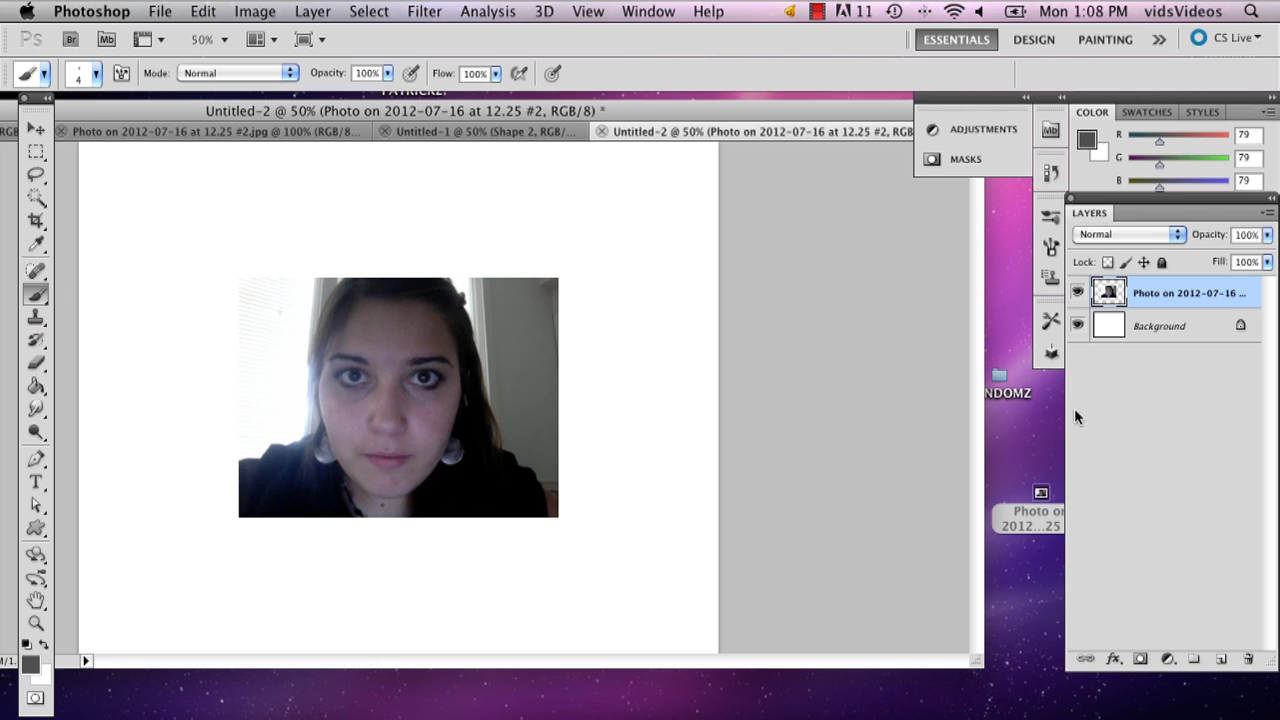 Photoshop File Edit Image Layer Select Filter Analysis 3D View Window Help 11 Mon 1:08 PM vidsVideos
Ps Br Mb 50% ESSENTIALS DESIGN PAINTING CS Live
4 Mode: Normal Opacity: 100% Flow: 100%
Untitled-2 @ 50% (Photo on 2012-07-16 at 12.25 #2, RGB/8) *
Photo on 2012-07-16 at 12.25 #2.jpg @ 100% (RGB/8... Untitled-1 @ 50% (Shape 2, RGB/... Untitled-2 @ 50% (Photo on 2012-07-16 at 12.25 #2, RGB
ADJUSTMENTS
MASKS
Mb
COLOR SWATCHES STYLES
R 79
G 79
B 79
LAYERS
Normal Opacity: 100%
Lock: Fill: 100%
Photo on 2012-07-16 ...
Background
NDOMZ
Photo on
2012...25